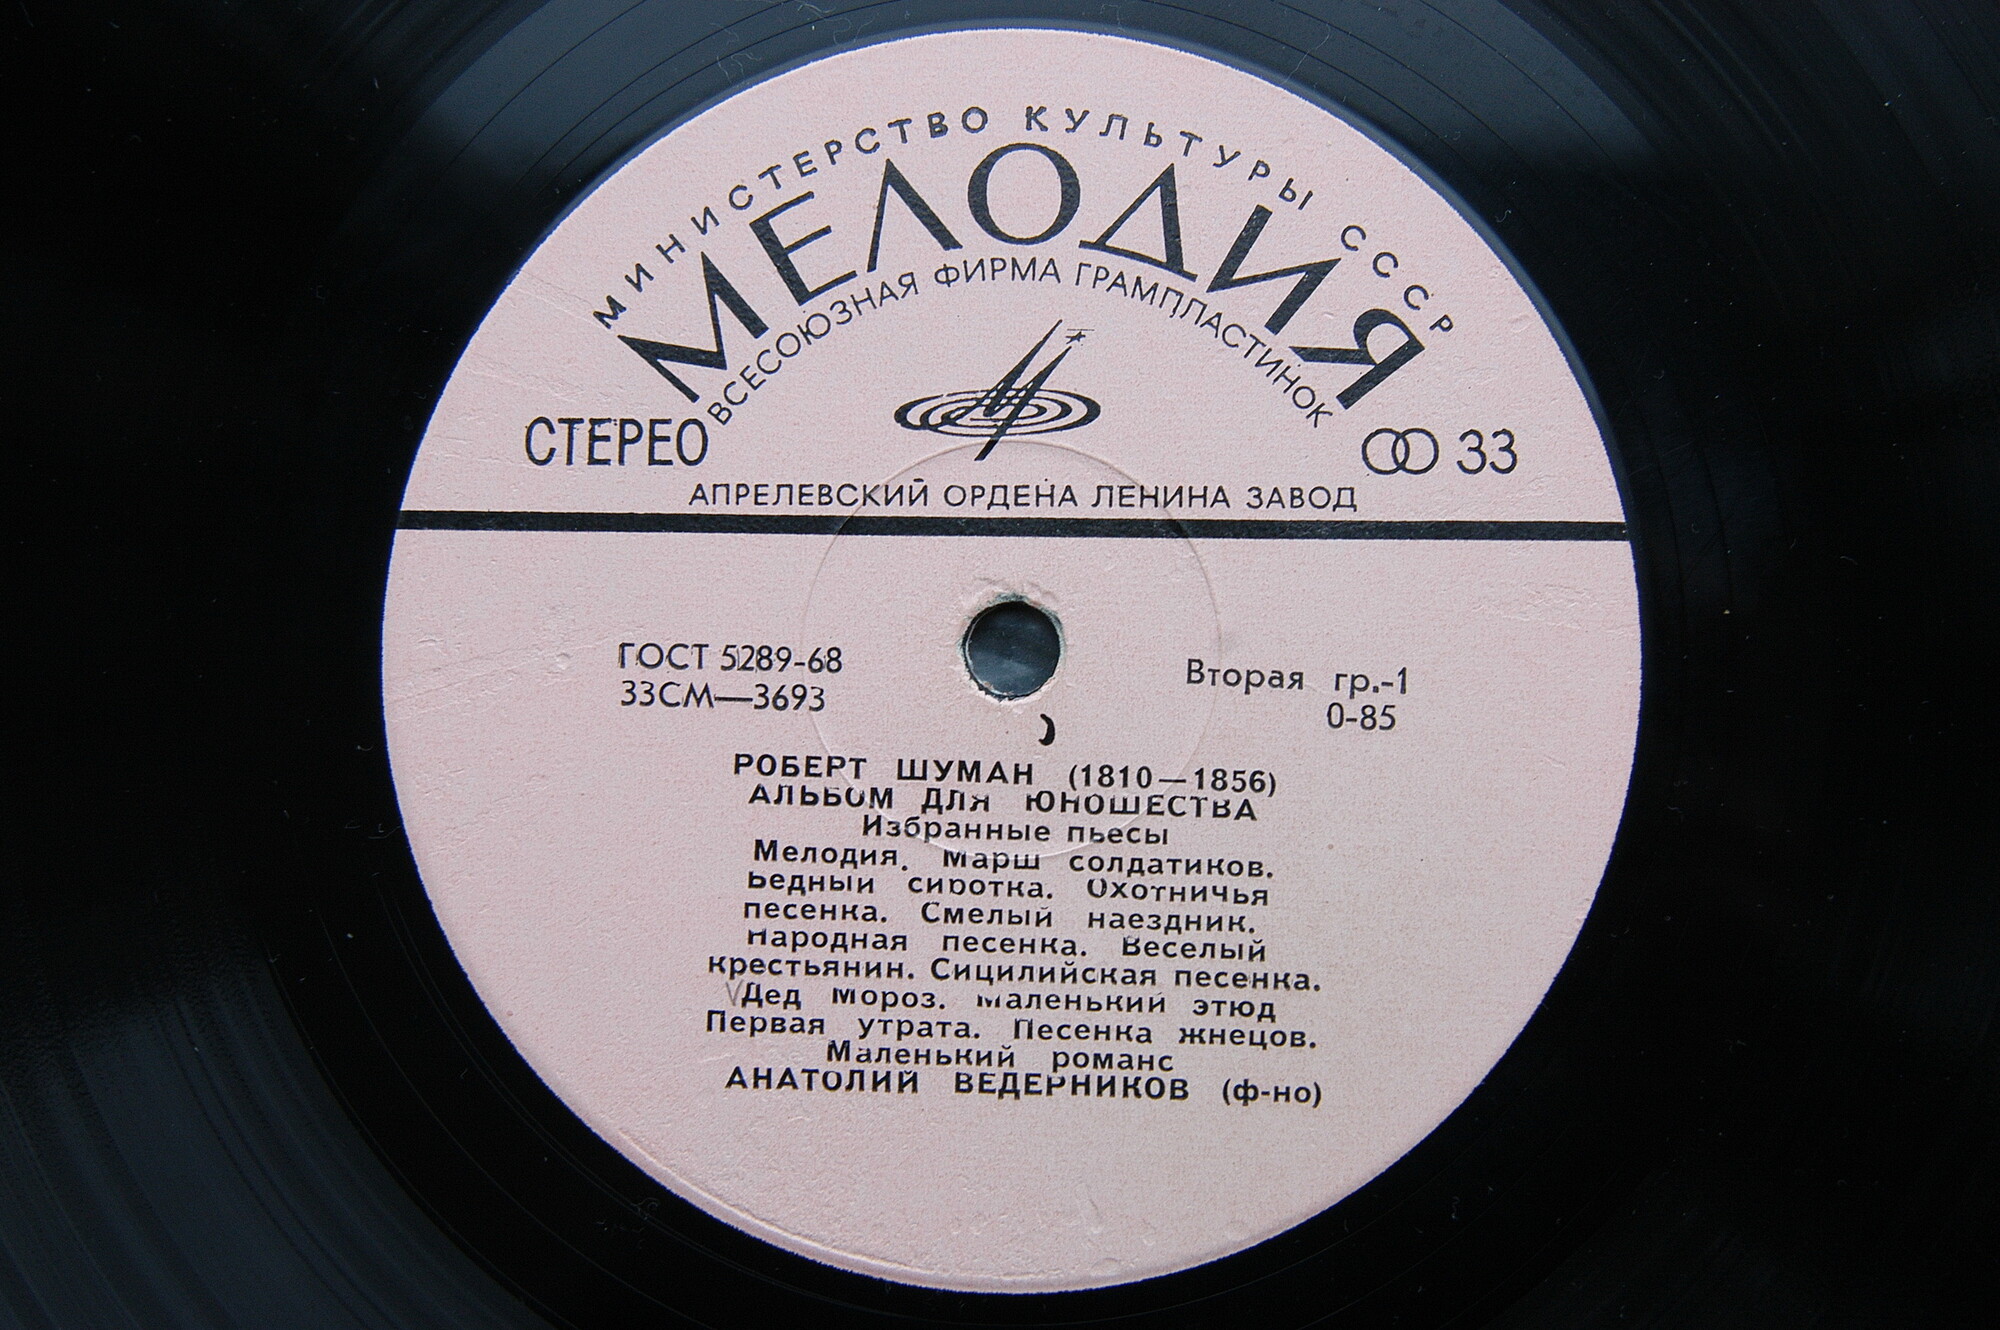 МИНИСТЕРСТВО КУЛЬТУРЫ СССР
МЕЛОДИЯ
ВСЕСОЮЗНАЯ ФИРМА ГРАМПЛАСТИНОК
СТЕРЕО
33
АПРЕЛЕВСКИЙ ОРДЕНА ЛЕНИНА ЗАВОД
ГОСТ 5289-68
33СМ—3693
Вторая гр.-1
0-85
РОБЕРТ ШУМАН (1810—1856)
АЛЬБОМ ДЛЯ ЮНОШЕСТВА
Избранные пьесы
Мелодия. Марш солдатиков.
Бедный сиротка. Охотничья
песенка. Смелый наездник.
Народная песенка. Веселый
крестьянин. Сицилийская песенка.
Дед Мороз. Маленький этюд
Первая утрата. Песенка жнецов.
Маленький романс
АНАТОЛИЙ ВЕДЕРНИКОВ (ф-но)